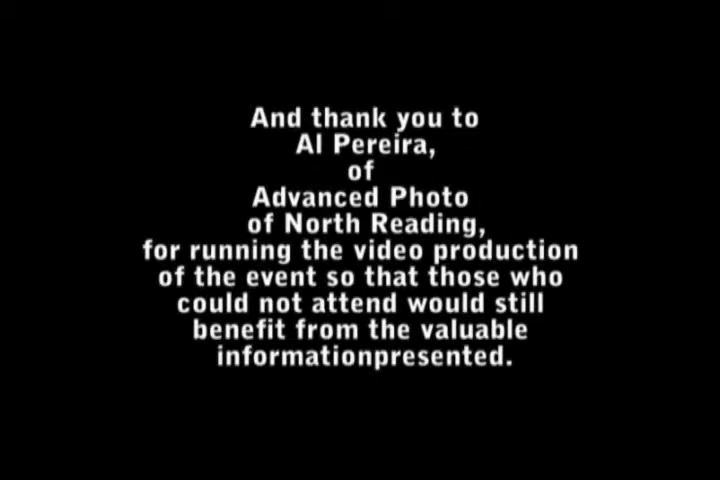 And thank you to
Al Pereira,
of
Advanced Photo
of North Reading,
for running the video production
of the event so that those who
could not attend would still
benefit from the valuable
informationpresented.